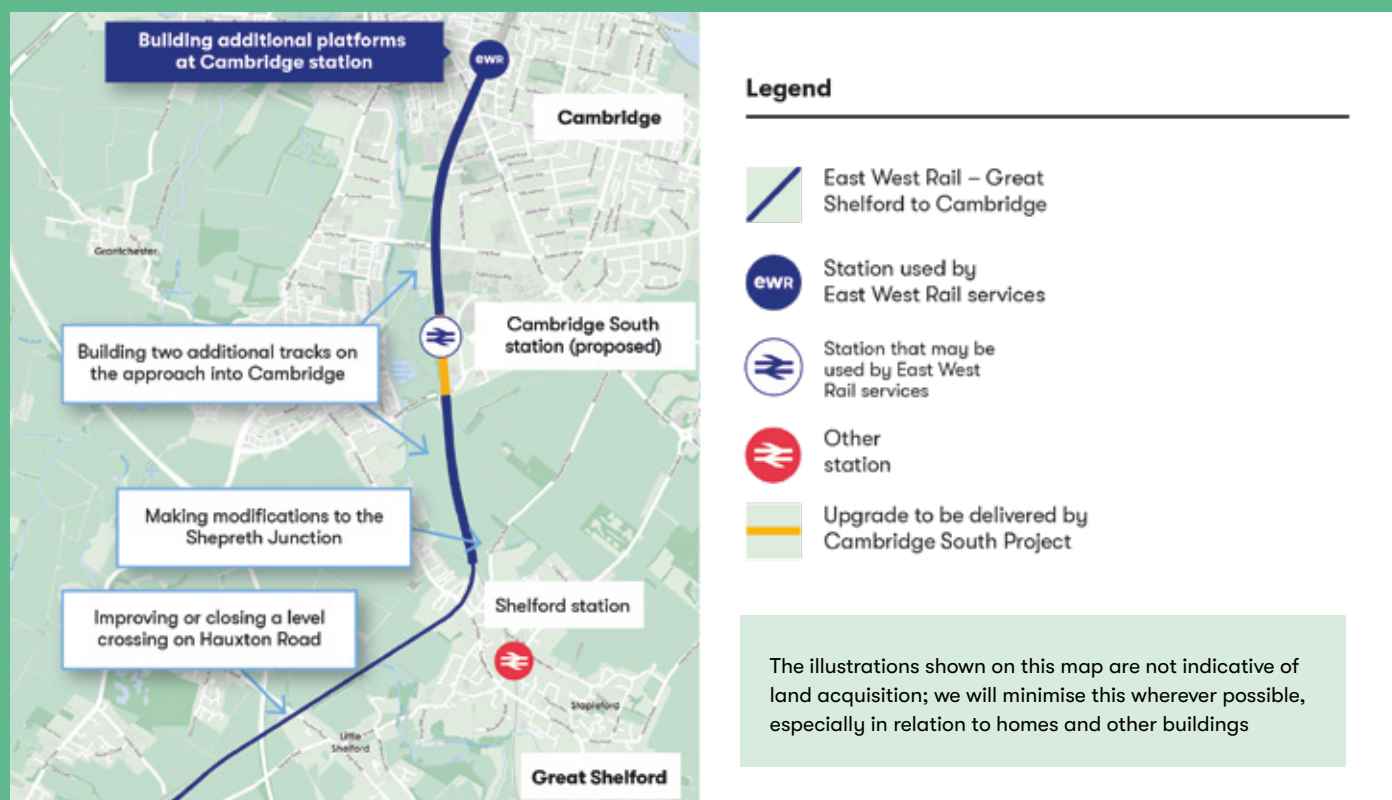 Building additional platforms
at Cambridge station
ewR
Cambridge
Grantchester
Cambridge South
station (proposed)
Building two additional tracks on
the approach into Cambridge
Making modifications to the
Shepreth Junction
Shelford station
Improving or closing a level
crossing on Hauxton Road
Stapleford
Little
Shelford
Great Shelford
Legend
East West Rail – Great
Shelford to Cambridge
ewR
Station used by
East West Rail services
Station that may be
used by East West
Rail services
Other
station
Upgrade to be delivered by
Cambridge South Project
The illustrations shown on this map are not indicative of
land acquisition; we will minimise this wherever possible,
especially in relation to homes and other buildings